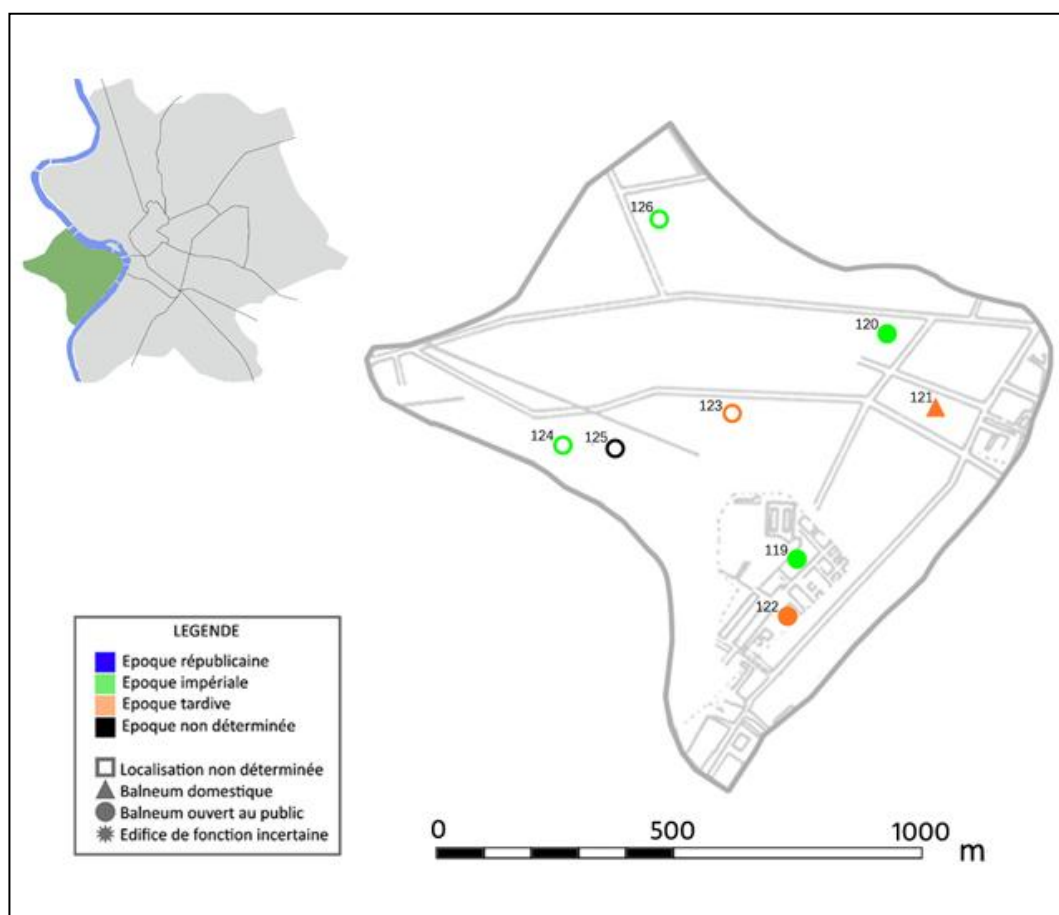 126
120
121
123
124
125
119
122
LEGENDE
Epoque républicaine
Epoque impériale
Epoque tardive
Epoque non déterminée
Localisation non déterminée
Balneum domestique
Balneum ouvert au public
Edifice de fonction incertaine
0 500 1000
m